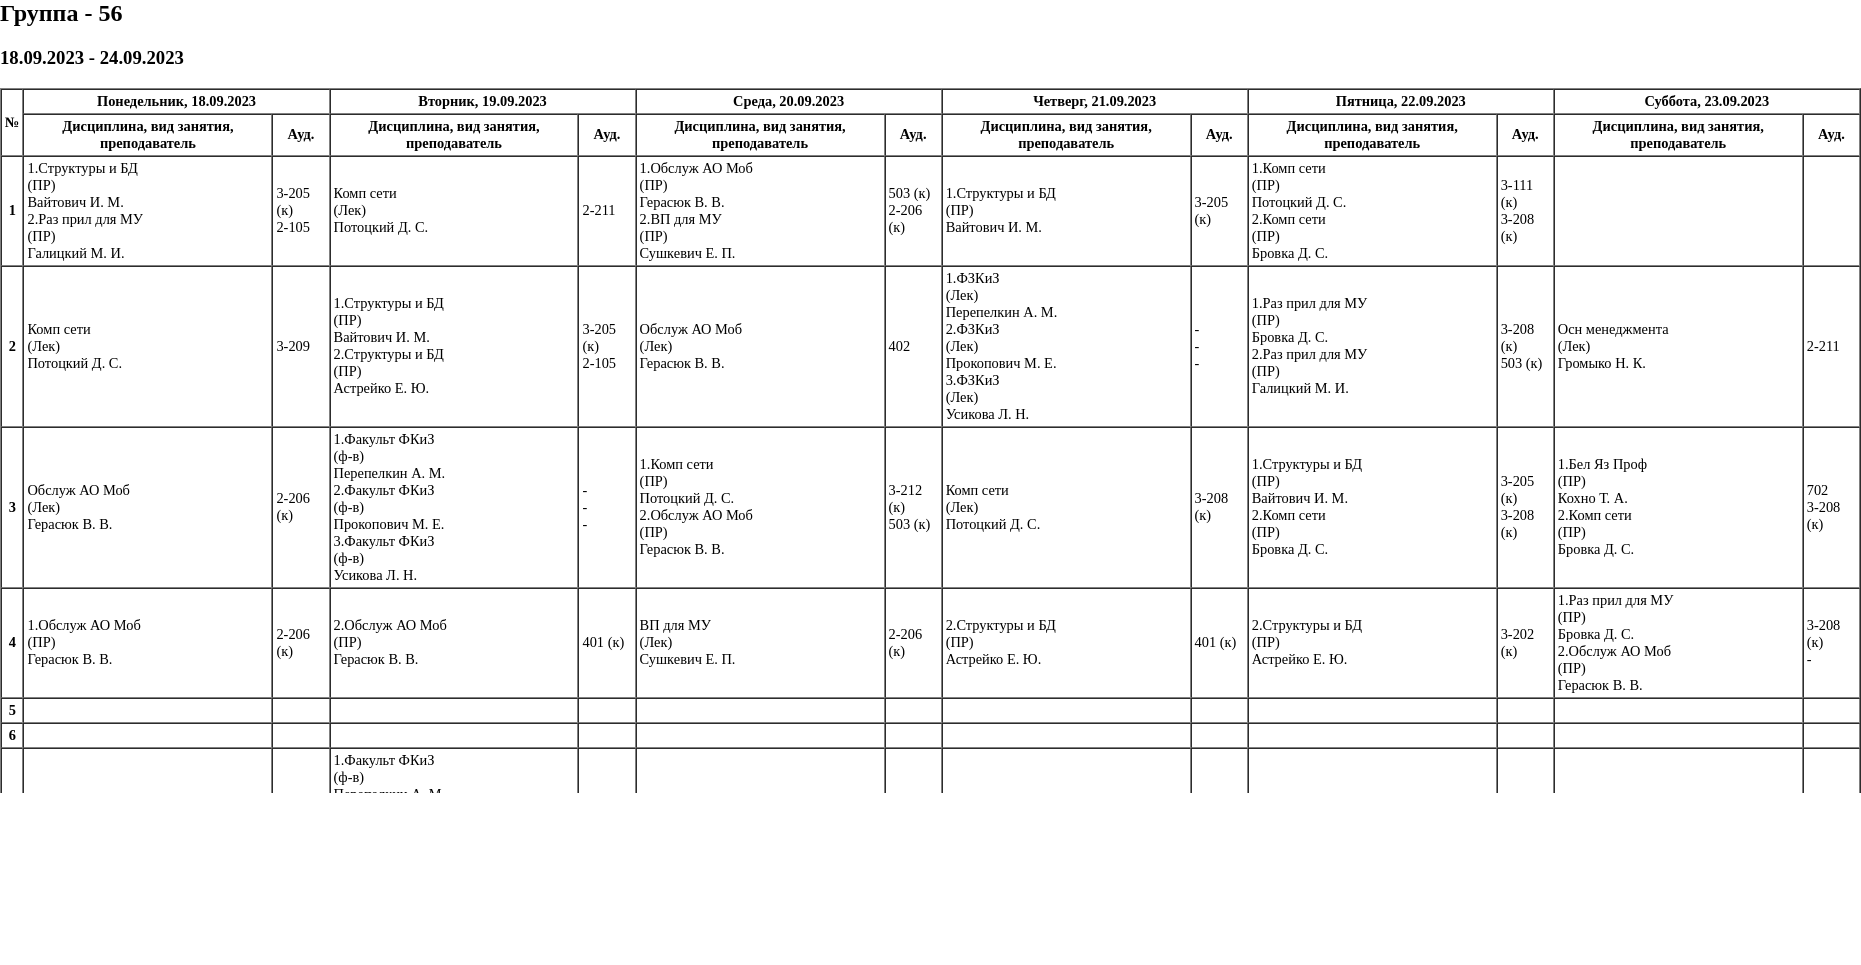 Группа - 56
18.09.2023 - 24.09.2023
№
Понедельник, 18.09.2023
Вторник, 19.09.2023
Среда, 20.09.2023
Четверг, 21.09.2023
Пятница, 22.09.2023
Суббота, 23.09.2023
Дисциплина, вид занятия,
преподаватель
Ауд.
Дисциплина, вид занятия,
преподаватель
Ауд.
Дисциплина, вид занятия,
преподаватель
Ауд.
Дисциплина, вид занятия,
преподаватель
Ауд.
Дисциплина, вид занятия,
преподаватель
Ауд.
Дисциплина, вид занятия,
преподаватель
Ауд.
1
1.Структуры и БД
(ПР)
Вайтович И. М.
2.Раз прил для МУ
(ПР)
Галицкий М. И.
3-205
(к)
2-105
Комп сети
(Лек)
Потоцкий Д. С.
2-211
1.Обслуж АО Моб
(ПР)
Герасюк В. В.
2.ВП для МУ
(ПР)
Сушкевич Е. П.
503 (к)
2-206
(к)
1.Структуры и БД
(ПР)
Вайтович И. М.
3-205
(к)
1.Комп сети
(ПР)
Потоцкий Д. С.
2.Комп сети
(ПР)
Бровка Д. С.
3-111
(к)
3-208
(к)
2
Комп сети
(Лек)
Потоцкий Д. С.
3-209
1.Структуры и БД
(ПР)
Вайтович И. М.
2.Структуры и БД
(ПР)
Астрейко Е. Ю.
3-205
(к)
2-105
Обслуж АО Моб
(Лек)
Герасюк В. В.
402
1.ФЗКиЗ
(Лек)
Перепелкин А. М.
2.ФЗКиЗ
(Лек)
Прокопович М. Е.
3.ФЗКиЗ
(Лек)
Усикова Л. Н.
-
-
-
1.Раз прил для МУ
(ПР)
Бровка Д. С.
2.Раз прил для МУ
(ПР)
Галицкий М. И.
3-208
(к)
503 (к)
Осн менеджмента
(Лек)
Громыко Н. К.
2-211
3
Обслуж АО Моб
(Лек)
Герасюк В. В.
2-206
(к)
1.Факульт ФКиЗ
(ф-в)
Перепелкин А. М.
2.Факульт ФКиЗ
(ф-в)
Прокопович М. Е.
3.Факульт ФКиЗ
(ф-в)
Усикова Л. Н.
-
-
-
1.Комп сети
(ПР)
Потоцкий Д. С.
2.Обслуж АО Моб
(ПР)
Герасюк В. В.
3-212
(к)
503 (к)
Комп сети
(Лек)
Потоцкий Д. С.
3-208
(к)
1.Структуры и БД
(ПР)
Вайтович И. М.
2.Комп сети
(ПР)
Бровка Д. С.
3-205
(к)
3-208
(к)
1.Бел Яз Проф
(ПР)
Кохно Т. А.
2.Комп сети
(ПР)
Бровка Д. С.
702
3-208
(к)
4
1.Обслуж АО Моб
(ПР)
Герасюк В. В.
2-206
(к)
2.Обслуж АО Моб
(ПР)
Герасюк В. В.
401 (к)
ВП для МУ
(Лек)
Сушкевич Е. П.
2-206
(к)
2.Структуры и БД
(ПР)
Астрейко Е. Ю.
401 (к)
2.Структуры и БД
(ПР)
Астрейко Е. Ю.
3-202
(к)
1.Раз прил для МУ
(ПР)
Бровка Д. С.
2.Обслуж АО Моб
(ПР)
Герасюк В. В.
3-208
(к)
-
5
6
1.Факульт ФКиЗ
(ф-в)